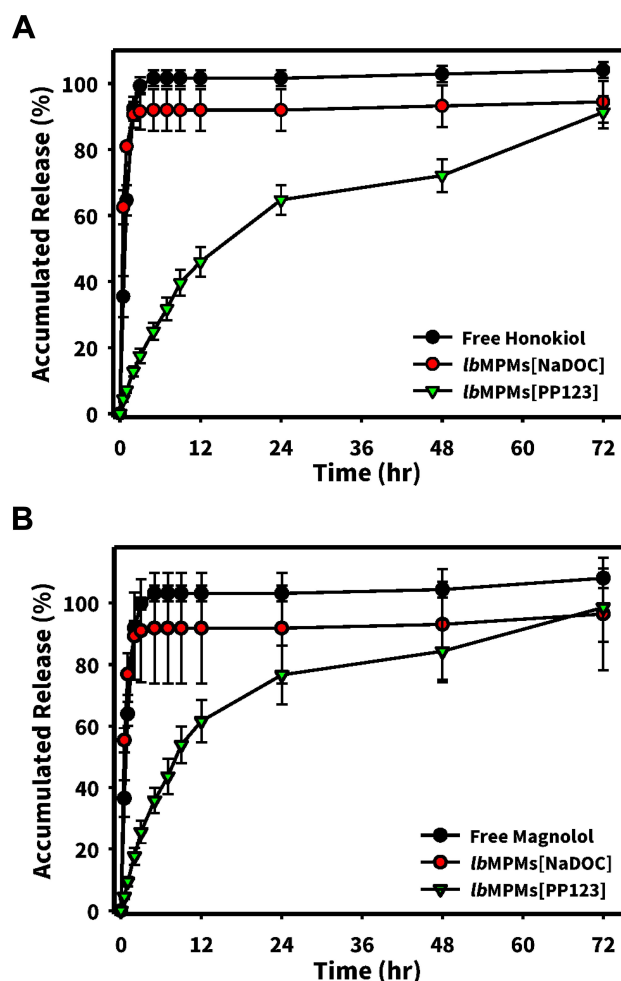 A
Accumulated Release (%)
100
80
60
40
20
0
Free Honokiol
lbMPMs[NaDOC]
lbMPMs[PP123]
0 12 24 36 48 60 72
Time (hr)
B
Accumulated Release (%)
100
80
60
40
20
0
Free Magnolol
lbMPMs[NaDOC]
lbMPMs[PP123]
0 12 24 36 48 60 72
Time (hr)